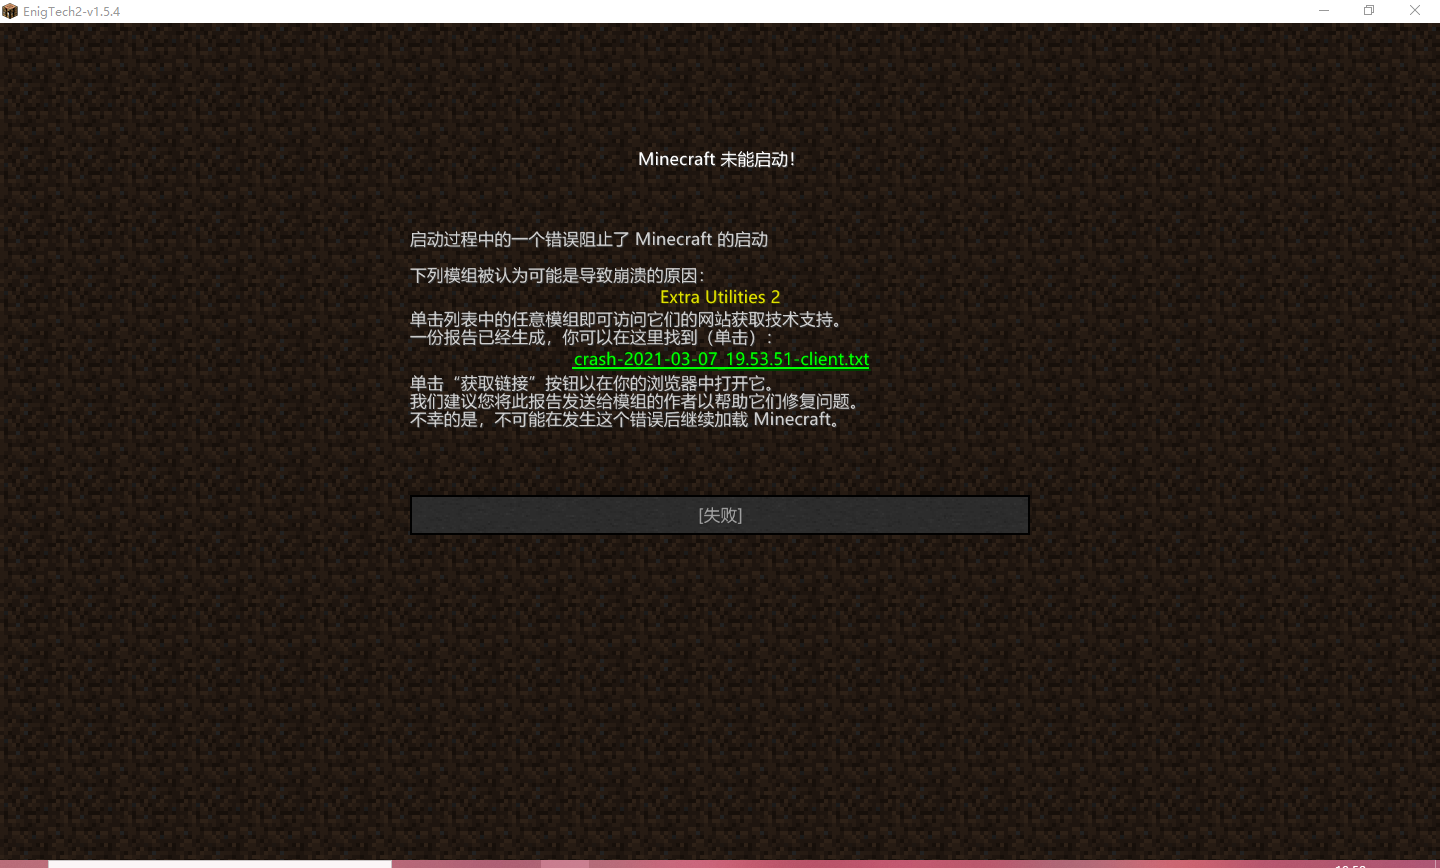 EnigTech2-v1.5.4
Minecraft 未能启动！
启动过程中的一个错误阻止了 Minecraft 的启动
下列模组被认为可能是导致崩溃的原因：
Extra Utilities 2
单击列表中的任意模组即可访问它们的网站获取技术支持。
一份报告已经生成，你可以在这里找到（单击）：
crash-2021-03-07_19.53.51-client.txt
单击“获取链接”按钮以在你的浏览器中打开它。
我们建议您将此报告发送给模组的作者以帮助它们修复问题。
不幸的是，不可能在发生这个错误后继续加载 Minecraft。
[失败]